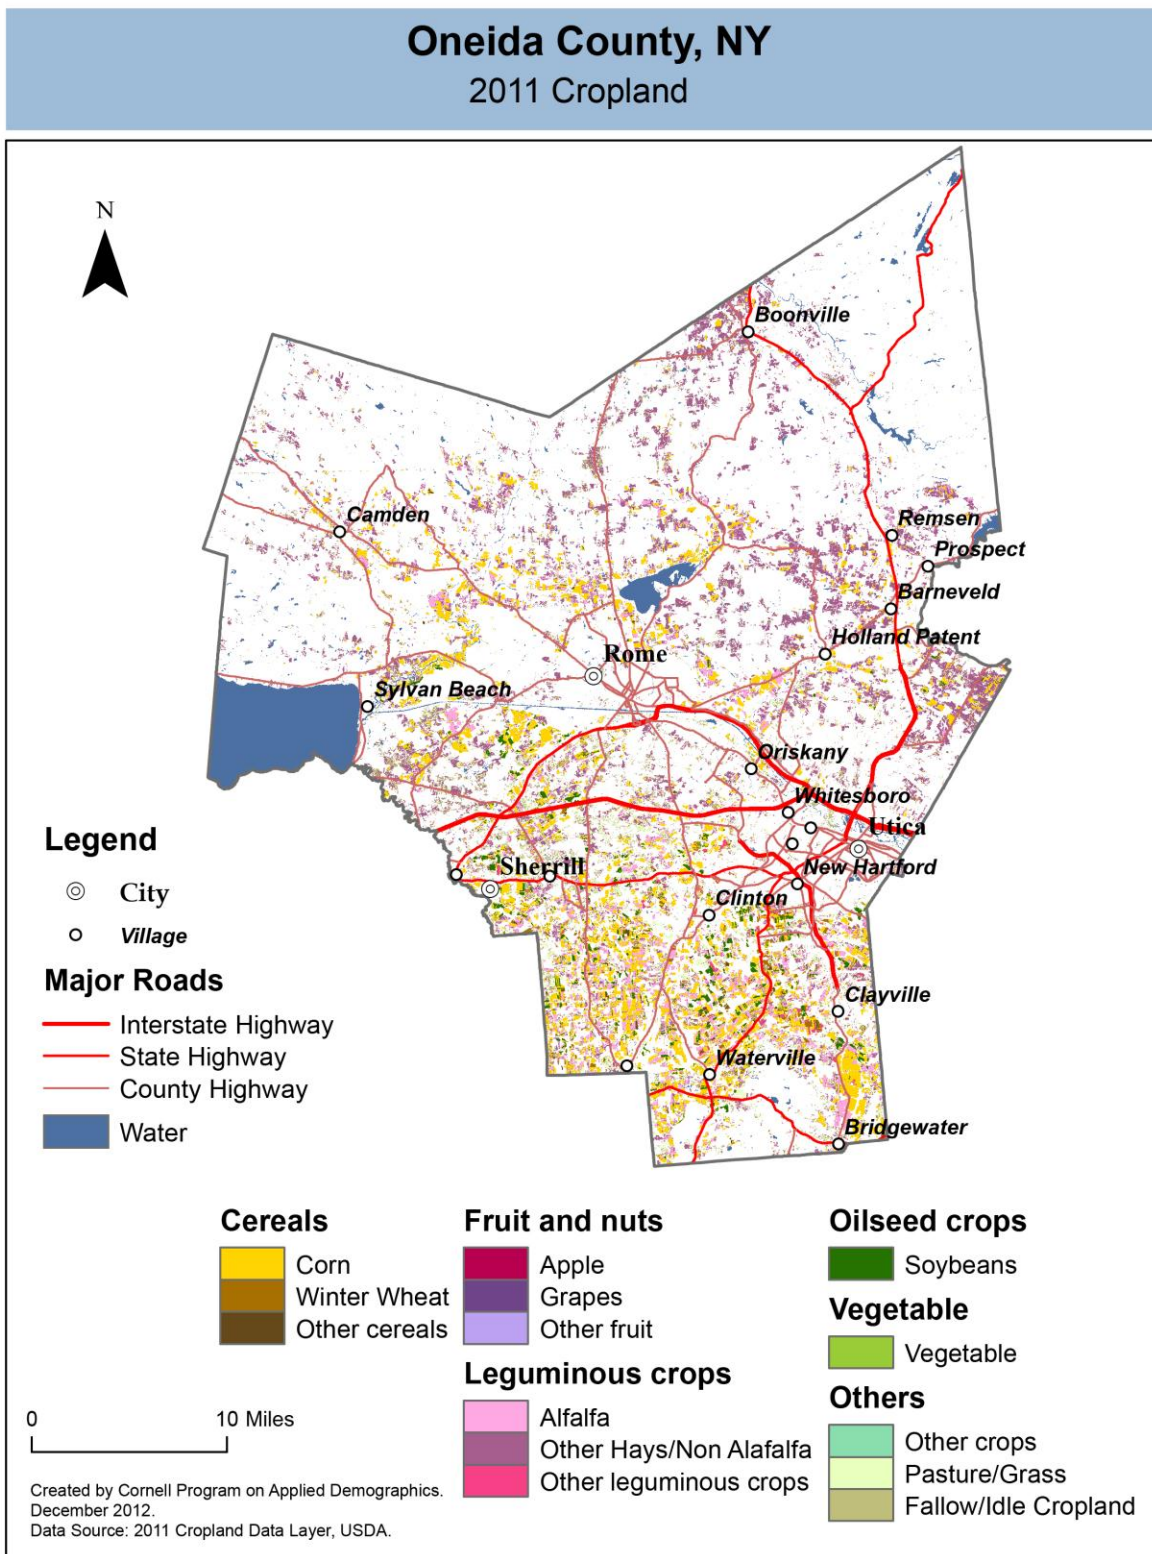 Oneida County, NY
2011 Cropland
N
Boonville
Camden
Remsen
Prospect
Barneveld
Holland Patent
Rome
Sylvan Beach
Oriskany
Whitesboro
Utica
Sherrill
New Hartford
Clinton
Clayville
Waterville
Bridgewater
Legend
City
Village
Major Roads
Interstate Highway
State Highway
County Highway
Water
Cereals
Corn
Winter Wheat
Other cereals
Fruit and nuts
Apple
Grapes
Other fruit
Leguminous crops
Alfalfa
Other Hays/Non Alafalfa
Other leguminous crops
Oilseed crops
Soybeans
Vegetable
Vegetable
Others
Other crops
Pasture/Grass
Fallow/Idle Cropland
0 10 Miles
Created by Cornell Program on Applied Demographics.
December 2012.
Data Source: 2011 Cropland Data Layer, USDA.